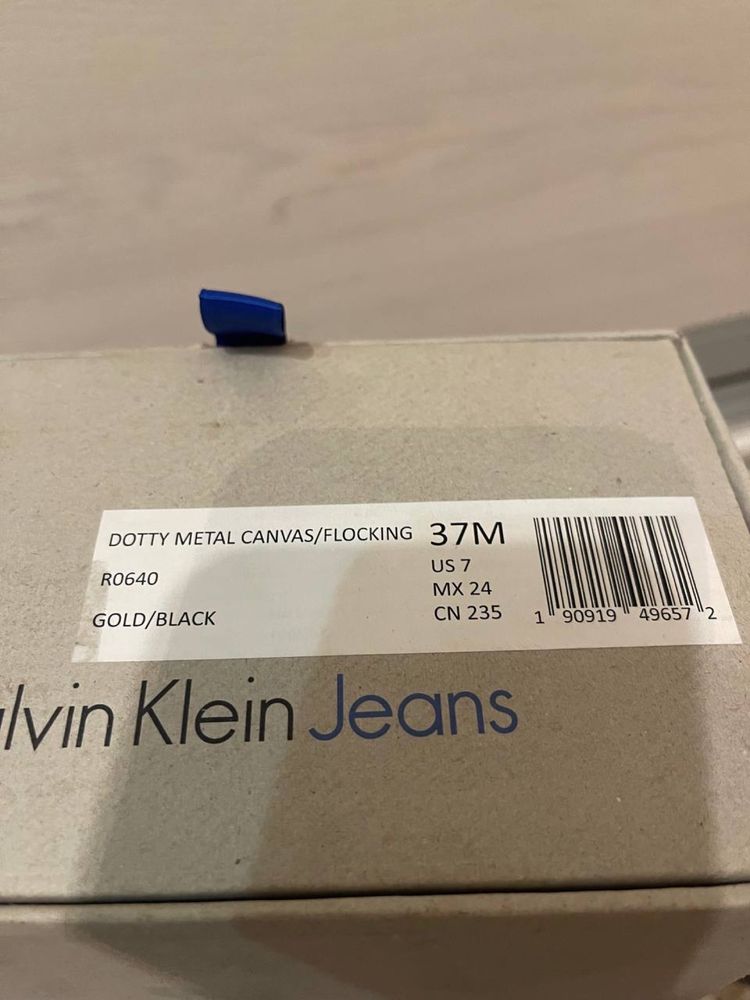 DOTTY METAL CANVAS/FLOCKING
R0640
GOLD/BLACK
37M
US 7
MX 24
CN 235
1 90919 49657 2
alvin Klein Jeans